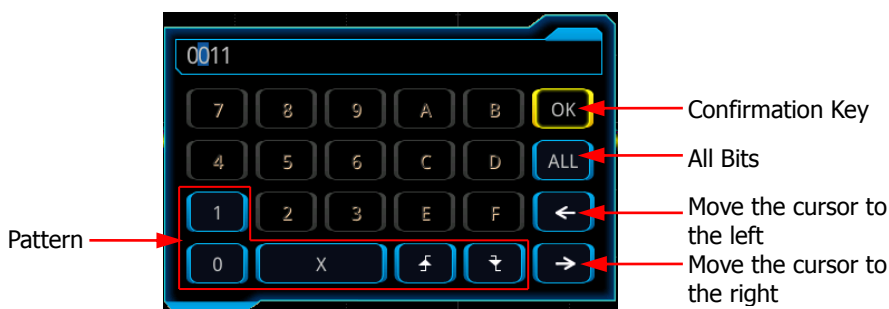 0011
7 8 9 A B OK
Confirmation Key
4 5 6 C D ALL
All Bits
1 2 3 E F ←
Move the cursor to
the left
Pattern
0 X →
Move the cursor to
the right